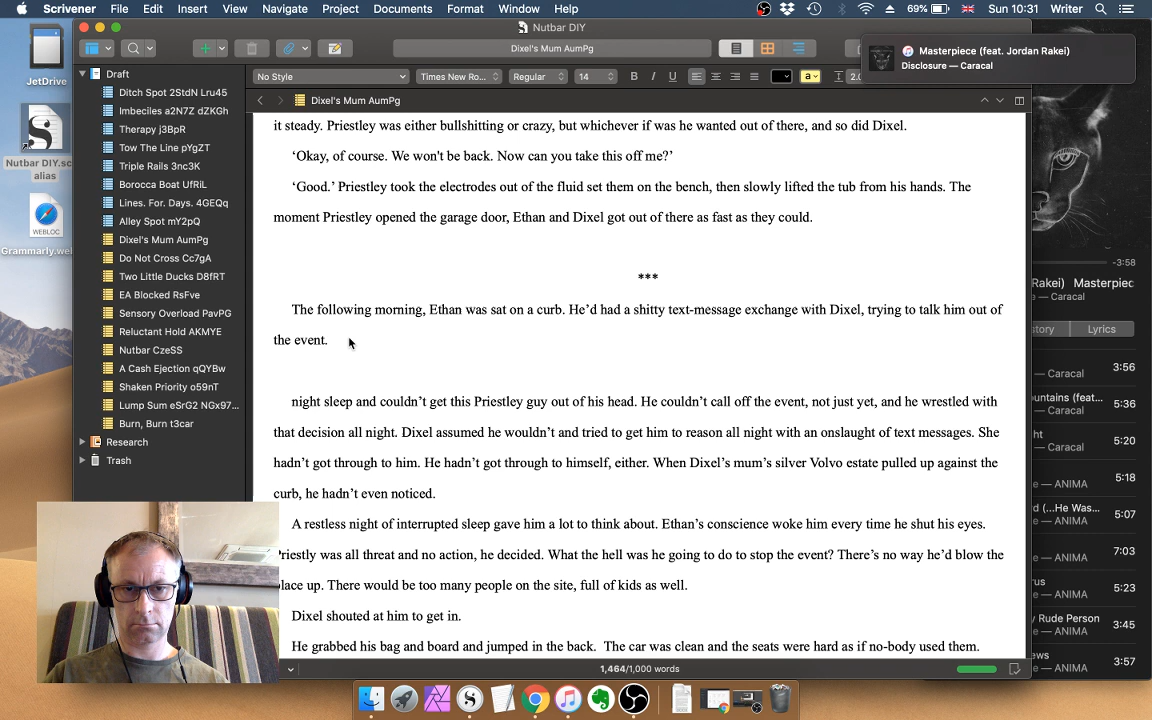 Scrivener File Edit Insert View Navigate Project Documents Format Window Help 69% Sun 10:31 Writer
Nutbar DIY
Dixel's Mum AumPg
Masterpiece (feat. Jordan Rakei)
Disclosure — Caracal
JetDrive
Nutbar DIY.sc
alias
WEBLOC
Grammarly.we
Draft
Ditch Spot 2StdN Lru45
Imbeciles a2N7Z dZKGh
Therapy j3BpR
Tow The Line pYgZT
Triple Rails 3nc3K
Borocca Boat UfRiL
Lines. For. Days. 4GEQq
Alley Spot mY2pQ
Dixel's Mum AumPg
Do Not Cross Cc7gA
Two Little Ducks D8fRT
EA Blocked RsFve
Sensory Overload PavPG
Reluctant Hold AKMYE
Nutbar CzeSS
A Cash Ejection qQYBw
Shaken Priority o59nT
Lump Sum eSrG2 NGx97...
Burn, Burn t3car
Research
Trash
No Style Times New Ro... Regular 14 B I U a 2.0
Dixel's Mum AumPg
it steady. Priestley was either bullshitting or crazy, but whichever if was he wanted out of there, and so did Dixel.
‘Okay, of course. We won't be back. Now can you take this off me?’
‘Good.’ Priestley took the electrodes out of the fluid set them on the bench, then slowly lifted the tub from his hands. The
moment Priestley opened the garage door, Ethan and Dixel got out of there as fast as they could.
***
The following morning, Ethan was sat on a curb. He’d had a shitty text-message exchange with Dixel, trying to talk him out of
the event.
night sleep and couldn’t get this Priestley guy out of his head. He couldn’t call off the event, not just yet, and he wrestled with
that decision all night. Dixel assumed he wouldn’t and tried to get him to reason all night with an onslaught of text messages. She
hadn’t got through to him. He hadn’t got through to himself, either. When Dixel’s mum’s silver Volvo estate pulled up against the
curb, he hadn’t even noticed.
A restless night of interrupted sleep gave him a lot to think about. Ethan’s conscience woke him every time he shut his eyes.
Priestly was all threat and no action, he decided. What the hell was he going to do to stop the event? There’s no way he’d blow the
place up. There would be too many people on the site, full of kids as well.
Dixel shouted at him to get in.
He grabbed his bag and board and jumped in the back. The car was clean and the seats were hard as if no-body used them.
1,464/1,000 words
-3:58
Rakei) Masterpiec
— Caracal
story Lyrics
3:56
— Caracal
untains (feat...
5:36
— Caracal
ght
5:20
— Caracal
5:18
— ANIMA
d (...He Was...
5:07
— ANIMA
7:03
— ANIMA
rus
5:23
— ANIMA
y Rude Person
3:45
— ANIMA
ews
3:57
— ANIMA